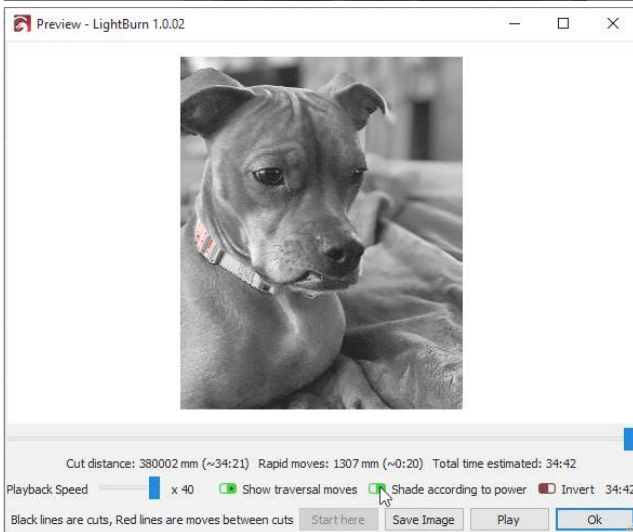 Preview - LightBurn 1.0.02
Cut distance: 380002 mm (~34:21) Rapid moves: 1307 mm (~0:20) Total time estimated: 34:42
Playback Speed x 40 Show traversal moves Shade according to power Invert 34:42
Black lines are cuts, Red lines are moves between cuts Start here Save Image Play Ok